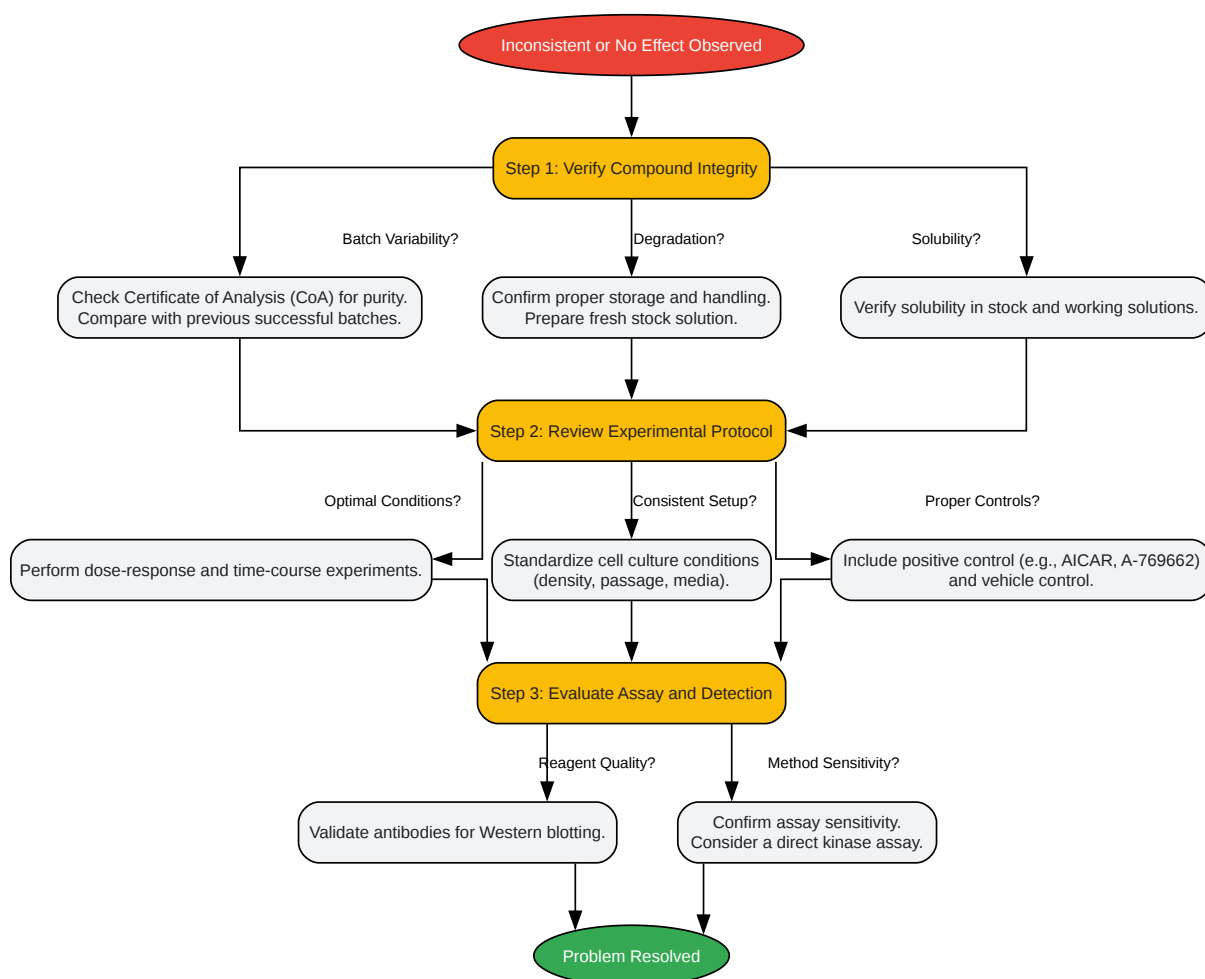 Inconsistent or No Effect Observed
Step 1: Verify Compound Integrity
Batch Variability?
Degradation?
Solubility?
Check Certificate of Analysis (CoA) for purity.
Compare with previous successful batches.
Confirm proper storage and handling.
Prepare fresh stock solution.
Verify solubility in stock and working solutions.
Step 2: Review Experimental Protocol
Optimal Conditions?
Consistent Setup?
Proper Controls?
Perform dose-response and time-course experiments.
Standardize cell culture conditions
(density, passage, media).
Include positive control (e.g., AICAR, A-769662)
and vehicle control.
Step 3: Evaluate Assay and Detection
Reagent Quality?
Method Sensitivity?
Validate antibodies for Western blotting.
Confirm assay sensitivity.
Consider a direct kinase assay.
Problem Resolved